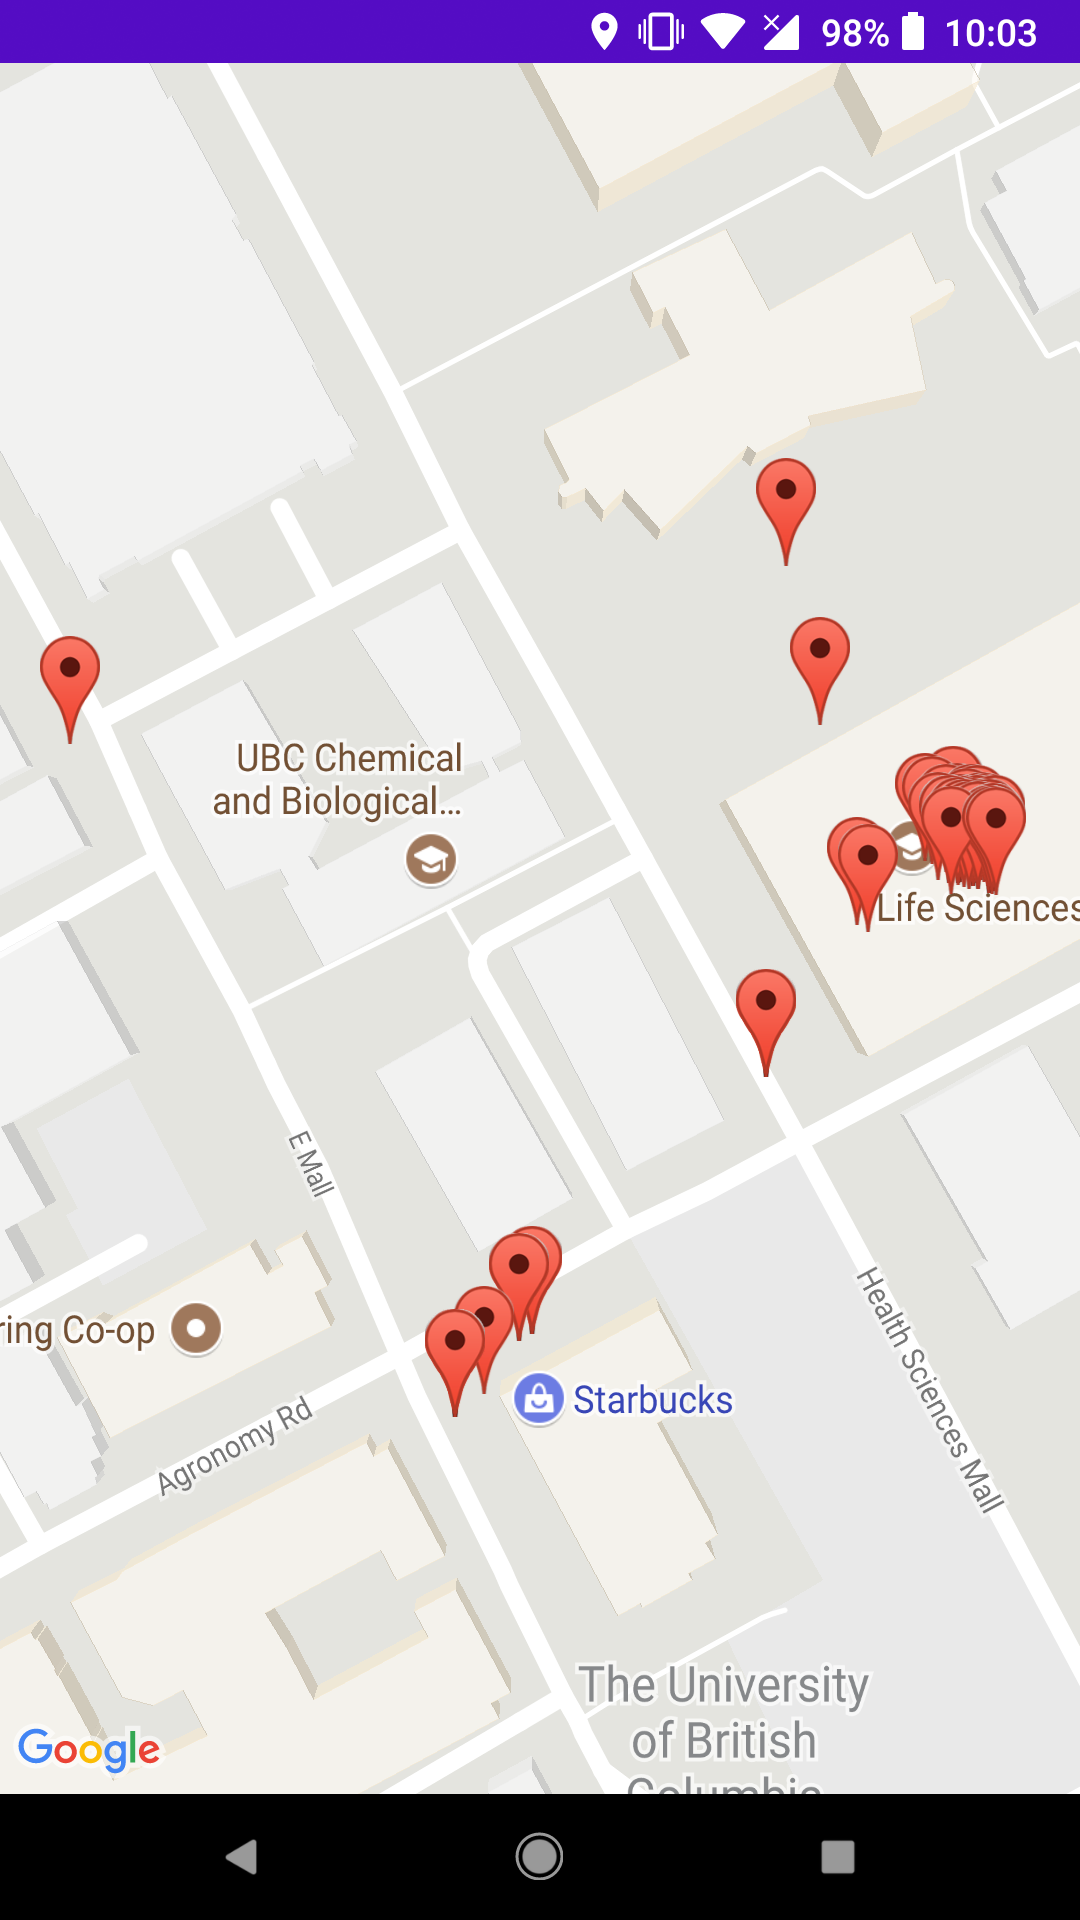 98% 10:03
UBC Chemical
and Biological...
Life Sciences
E Mall
ring Co-op
Starbucks
Agronomy Rd
Health Sciences Mall
The University
of British
Columbia
Google